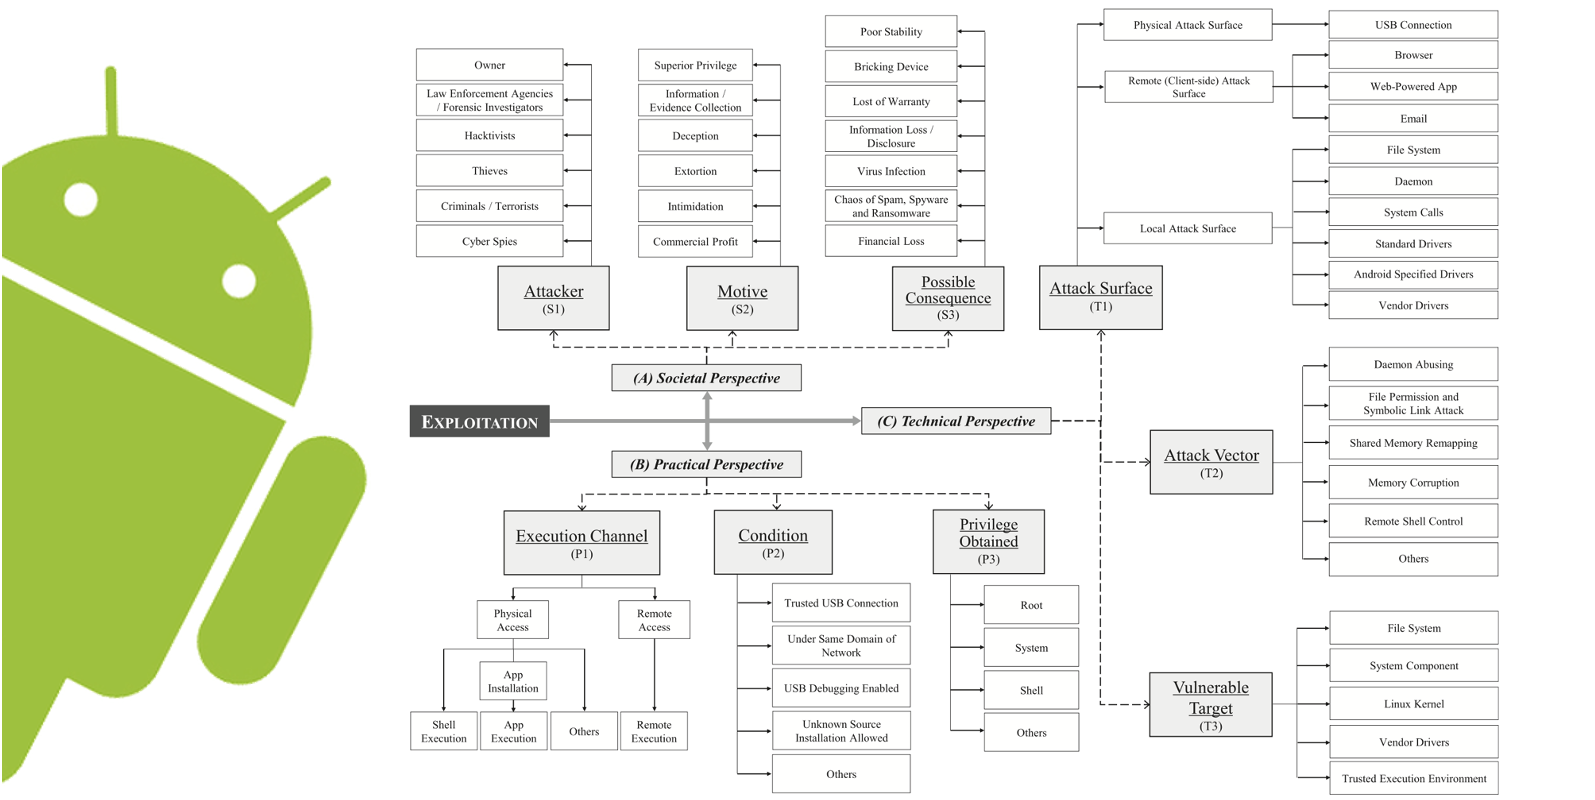 Owner
Law Enforcement Agencies
/ Forensic Investigators
Hacktivists
Thieves
Criminals / Terrorists
Cyber Spies
Attacker
(S1)
Superior Privilege
Information /
Evidence Collection
Deception
Extortion
Intimidation
Commercial Profit
Motive
(S2)
Poor Stability
Bricking Device
Lost of Warranty
Information Loss /
Disclosure
Virus Infection
Chaos of Spam, Spyware
and Ransomware
Financial Loss
Possible
Consequence
(S3)
Physical Attack Surface
USB Connection
Remote (Client-side) Attack
Surface
Browser
Web-Powered App
Email
Local Attack Surface
File System
Daemon
System Calls
Standard Drivers
Android Specified Drivers
Vendor Drivers
Attack Surface
(T1)
(A) Societal Perspective
EXPLOITATION
(C) Technical Perspective
(B) Practical Perspective
Attack Vector
(T2)
Daemon Abusing
File Permission and
Symbolic Link Attack
Shared Memory Remapping
Memory Corruption
Remote Shell Control
Others
Execution Channel
(P1)
Physical
Access
Remote
Access
App
Installation
Shell
Execution
App
Execution
Others
Remote
Execution
Condition
(P2)
Trusted USB Connection
Under Same Domain of
Network
USB Debugging Enabled
Unknown Source
Installation Allowed
Others
Privilege
Obtained
(P3)
Root
System
Shell
Others
Vulnerable
Target
(T3)
File System
System Component
Linux Kernel
Vendor Drivers
Trusted Execution Environment